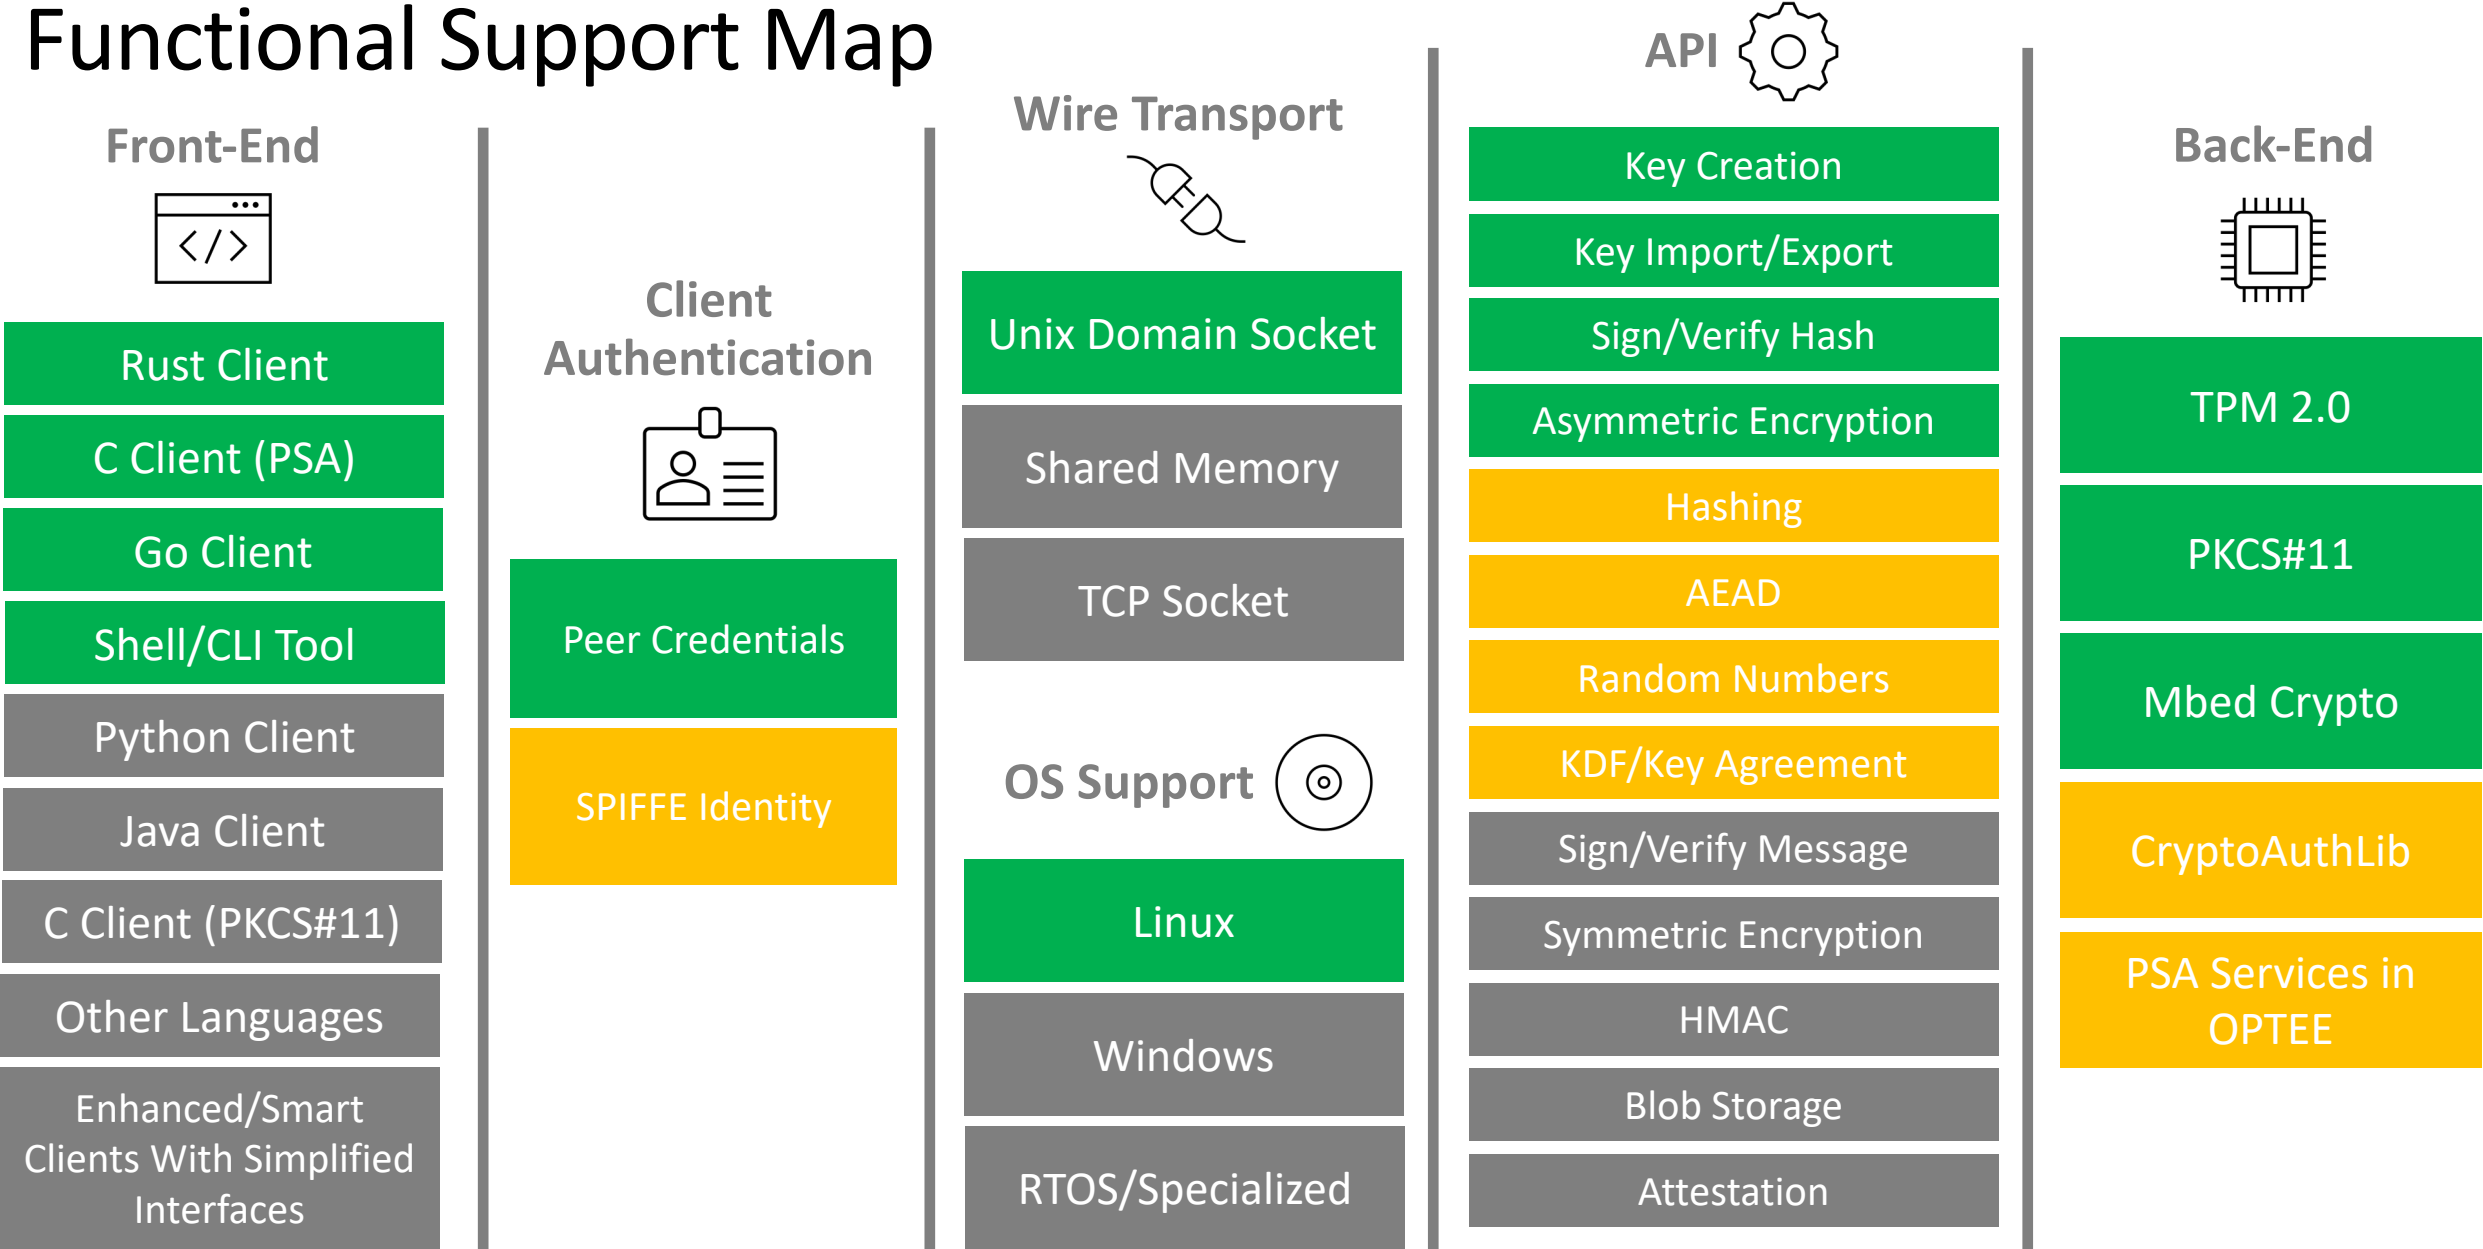 Functional Support Map
Front-End
Rust Client
C Client (PSA)
Go Client
Shell/CLI Tool
Python Client
Java Client
C Client (PKCS#11)
Other Languages
Enhanced/Smart
Clients With Simplified
Interfaces
Client
Authentication
Peer Credentials
SPIFFE Identity
Wire Transport
Unix Domain Socket
Shared Memory
TCP Socket
OS Support
Linux
Windows
RTOS/Specialized
API
Key Creation
Key Import/Export
Sign/Verify Hash
Asymmetric Encryption
Hashing
AEAD
Random Numbers
KDF/Key Agreement
Sign/Verify Message
Symmetric Encryption
HMAC
Blob Storage
Attestation
Back-End
TPM 2.0
PKCS#11
Mbed Crypto
CryptoAuthLib
PSA Services in
OPTEE